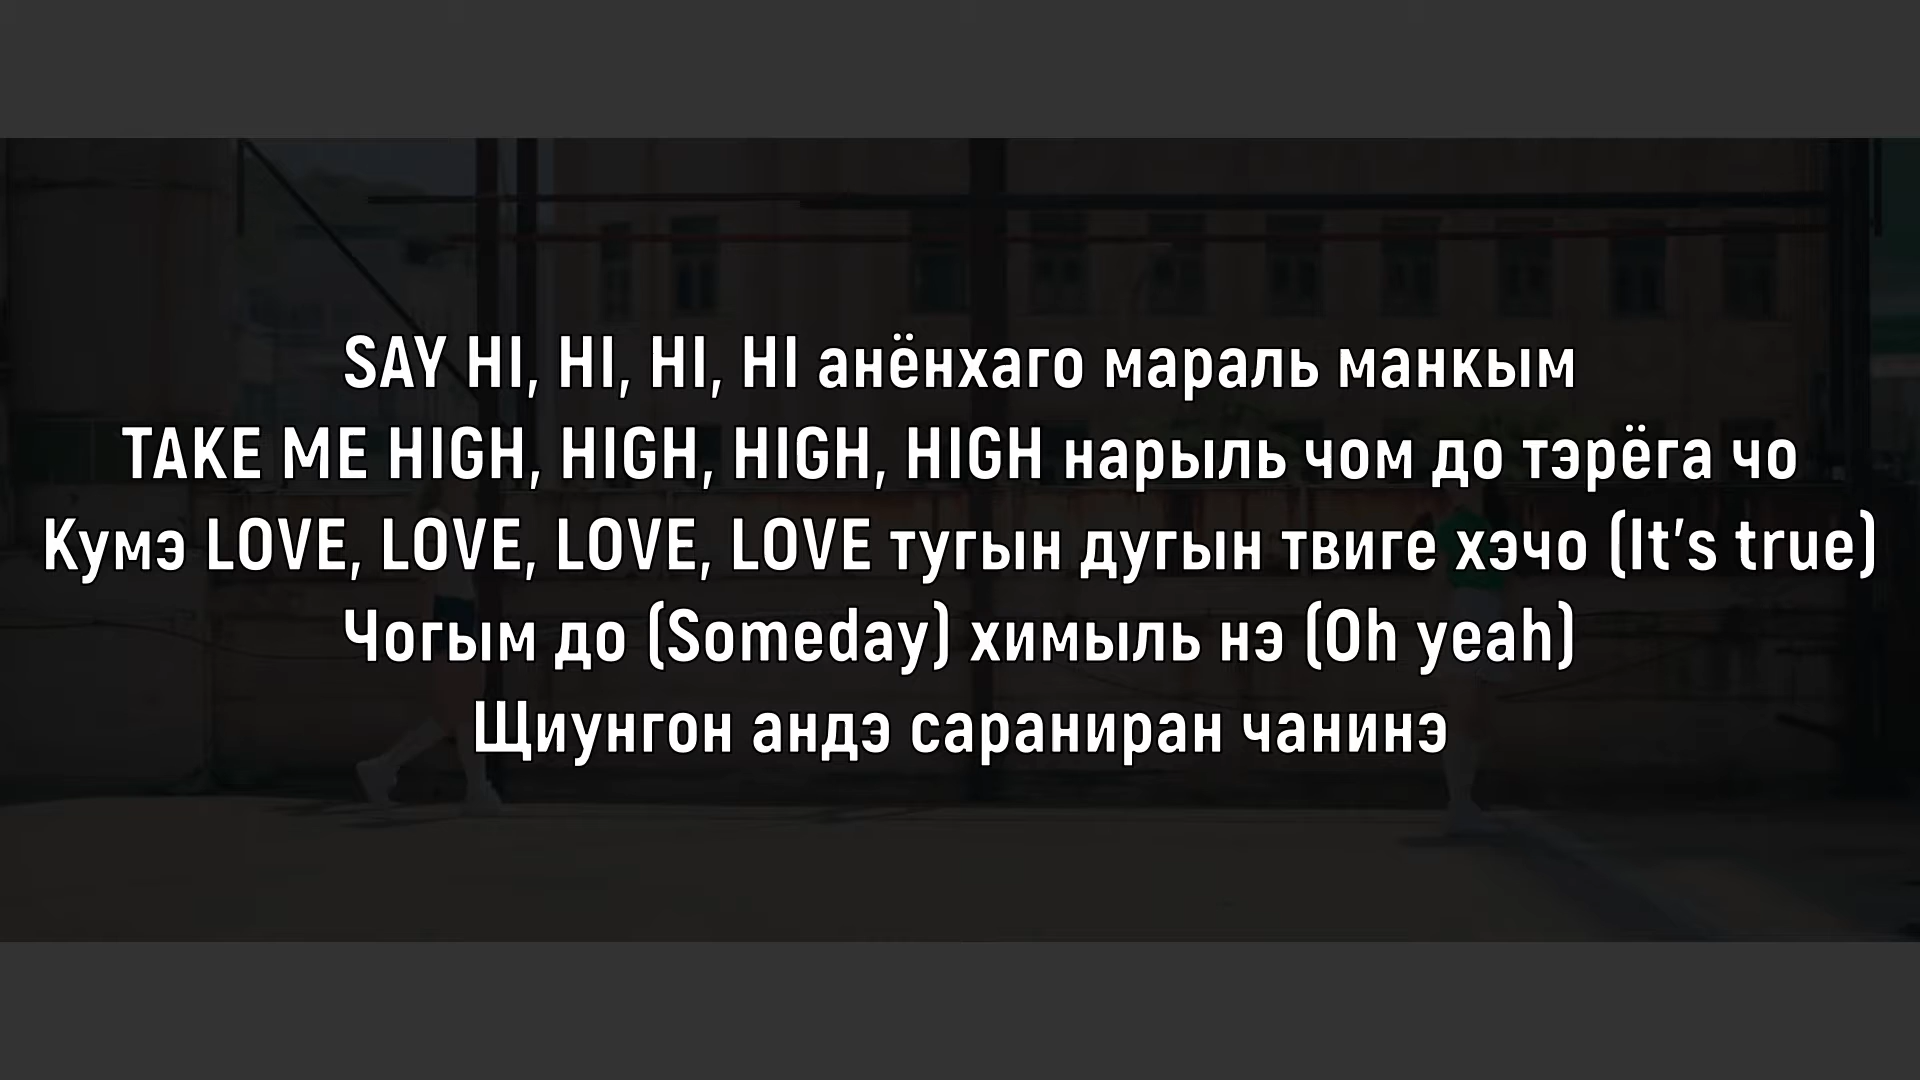 SAY HI, HI, HI, HI анёнхаго мараль манкым
TAKE ME HIGH, HIGH, HIGH, HIGH нарыль чом до тэрёга чо
Кумэ LOVE, LOVE, LOVE, LOVE тугын дугын твиге хэчо (It's true)
Чогым до (Someday) химыль нэ (Oh yeah)
Щиунгон андэ сараниран чанинэ